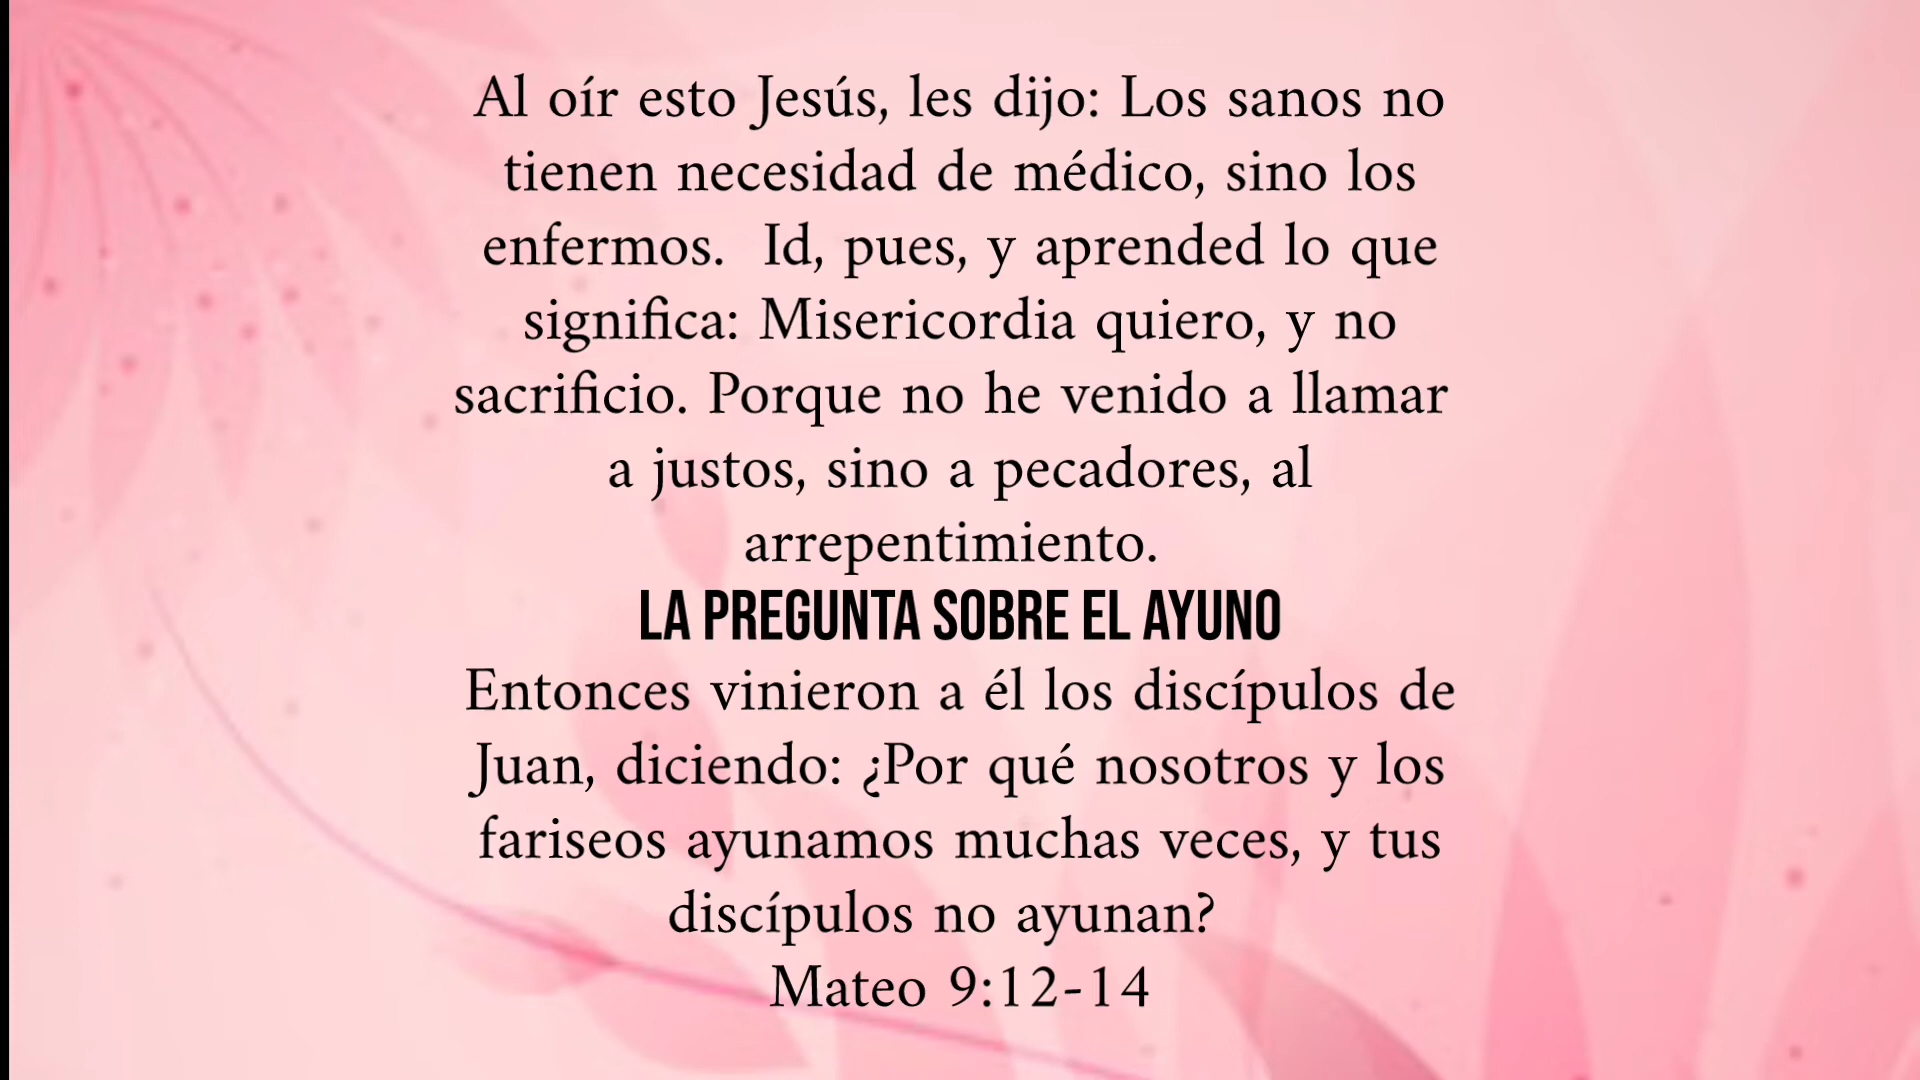 Al oír esto Jesús, les dijo: Los sanos no
tienen necesidad de médico, sino los
enfermos.  Id, pues, y aprended lo que
significa: Misericordia quiero, y no
sacrificio. Porque no he venido a llamar
a justos, sino a pecadores, al
arrepentimiento.
LA PREGUNTA SOBRE EL AYUNO
Entonces vinieron a él los discípulos de
Juan, diciendo: ¿Por qué nosotros y los
fariseos ayunamos muchas veces, y tus
discípulos no ayunan?
Mateo 9:12-14